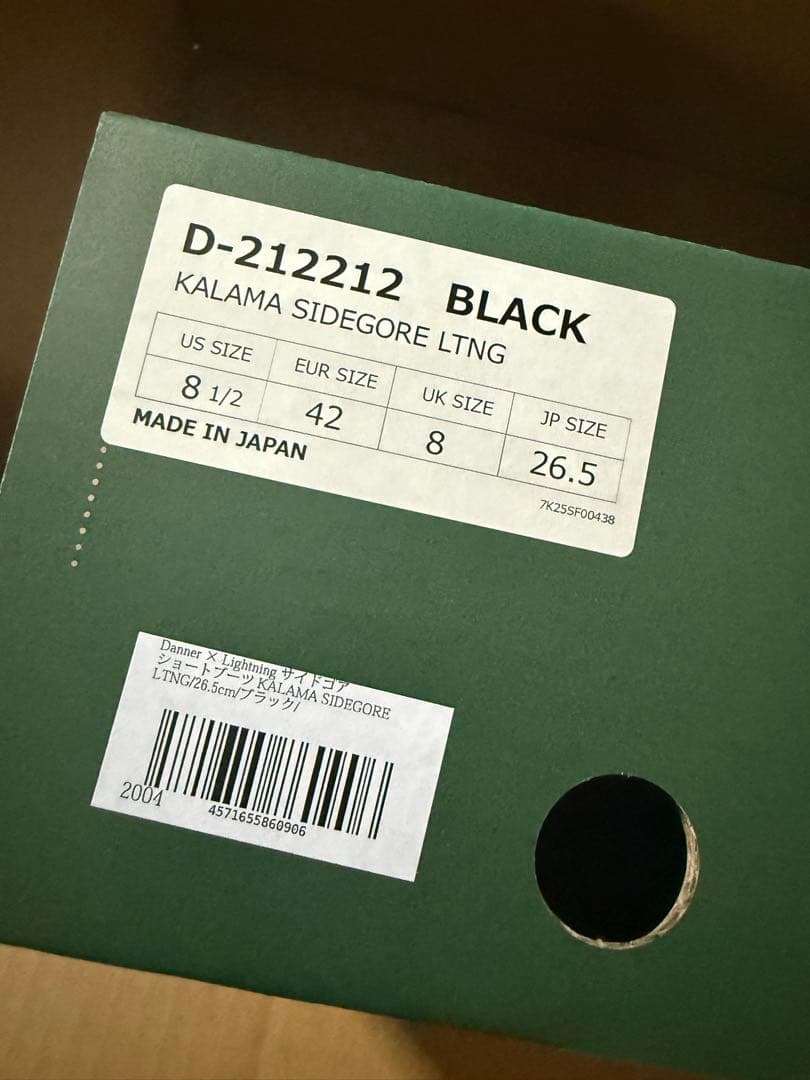 D-212212 BLACK
KALAMA SIDEGORE LTNG
US SIZE EUR SIZE UK SIZE JP SIZE
8 1/2 42 8 26.5
MADE IN JAPAN
7K25SF00438
Danner × Lightning サイドゴア
ショートブーツ KALAMA SIDEGORE
LTNG/26.5cm/ブラック/
2004
4571655860906